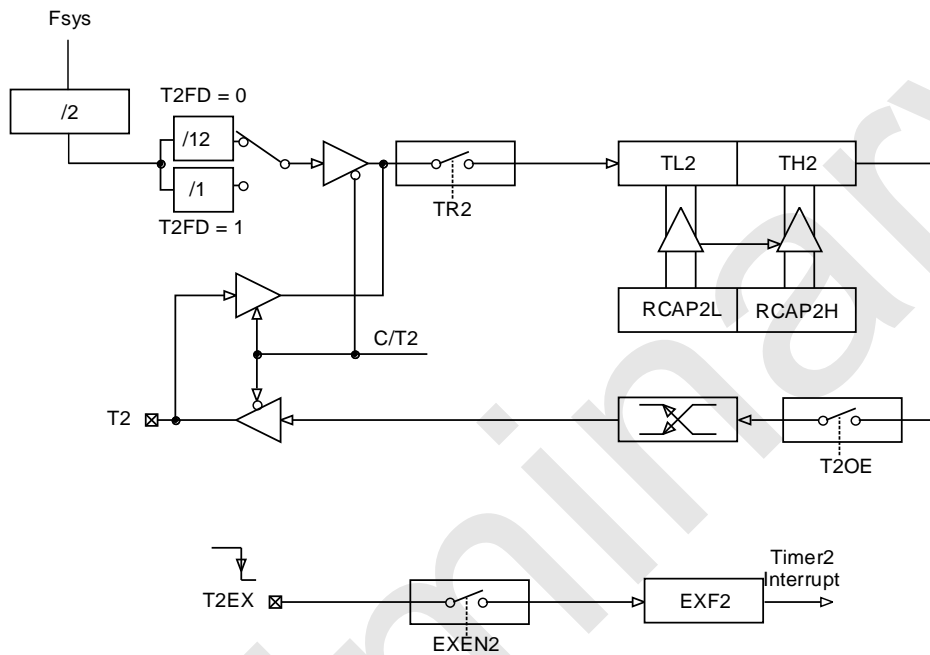 Fsys
/2
T2FD = 0
/12
/1
T2FD = 1
TR2
TL2
TH2
RCAP2L
RCAP2H
C/T2
T2
T2OE
T2EX
EXEN2
EXF2
Timer2
Interrupt